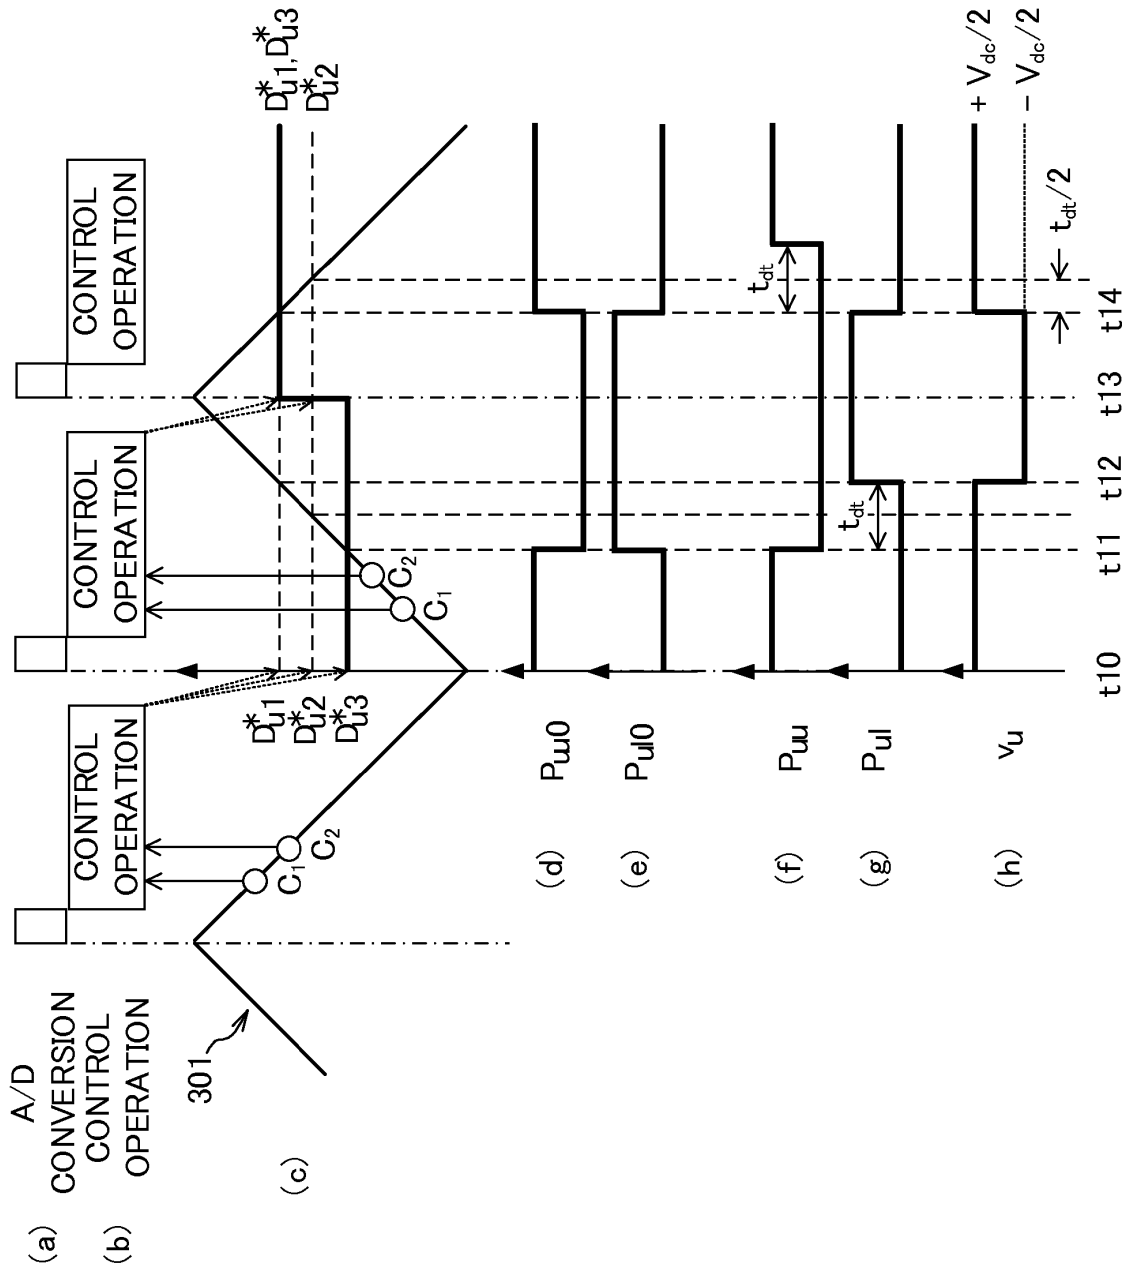 (a) A/D CONVERSION
(b) CONTROL OPERATION
CONTROL OPERATION
CONTROL OPERATION
CONTROL OPERATION
(c)
301
C1
C2
C1
C2
D*u1
D*u2
D*u3
D*u1,D*u3
D*u2
(d) Puu0
(e) Pul0
(f) Puu
tdt
(g) Pul
tdt
(h) vu
+ Vdc/2
− Vdc/2
tdt/2
t10 t11 t12 t13 t14